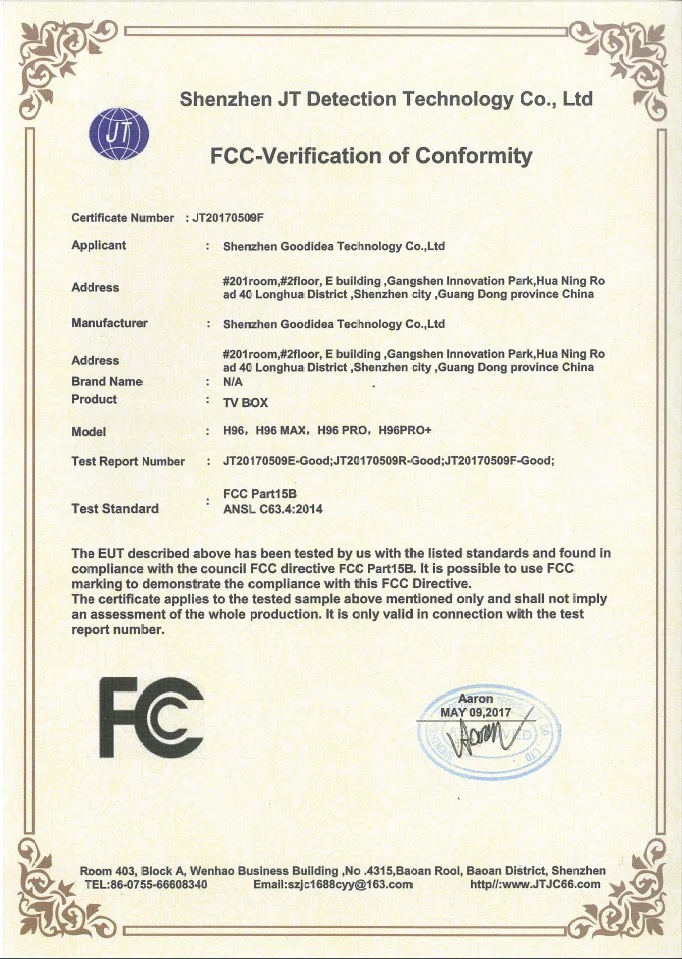 Shenzhen JT Detection Technology Co., Ltd
JT
FCC-Verification of Conformity
Certificate Number : JT20170509F
Applicant : Shenzhen Goodidea Technology Co.,Ltd
Address #201room,#2floor, E building ,Gangshen Innovation Park,Hua Ning Ro
ad 40 Longhua District ,Shenzhen city ,Guang Dong province China
Manufacturer : Shenzhen Goodidea Technology Co.,Ltd
Address #201room,#2floor, E building ,Gangshen Innovation Park,Hua Ning Ro
ad 40 Longhua District ,Shenzhen city ,Guang Dong province China
Brand Name : N/A
Product : TV BOX
Model : H96, H96 MAX, H96 PRO, H96PRO+
Test Report Number : JT20170509E-Good;JT20170509R-Good;JT20170509F-Good;
Test Standard : FCC Part15B
ANSL C63.4:2014
The EUT described above has been tested by us with the listed standards and found in
compliance with the council FCC directive FCC Part15B. It is possible to use FCC
marking to demonstrate the compliance with this FCC Directive.
The certificate applies to the tested sample above mentioned only and shall not imply
an assessment of the whole production. It is only valid in connection with the test
report number.
FCC
Aaron
MAY 09,2017
Aaron
CO., LTD
Room 403, Block A, Wenhao Business Building ,No .4315,Baoan Rool, Baoan District, Shenzhen
TEL:86-0755-66608340 Email:szjc1688cyy@163.com http//:www.JTJC66.com